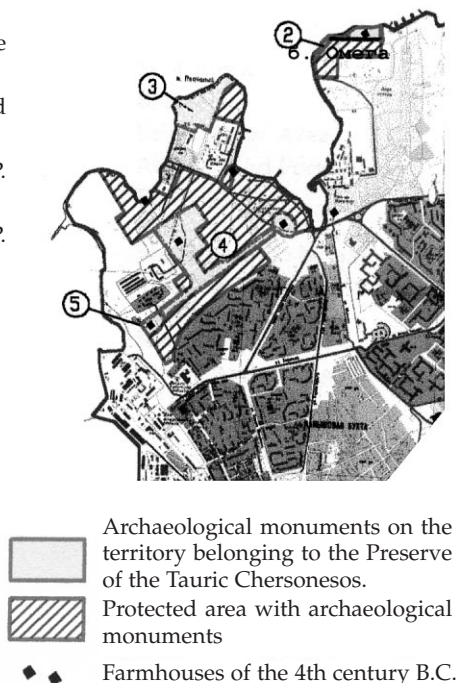 e
d
?.
?.
2
б. Омега
3
4
5
Archaeological monuments on the
territory belonging to the Preserve
of the Tauric Chersonesos.
Protected area with archaeological
monuments
Farmhouses of the 4th century B.C.